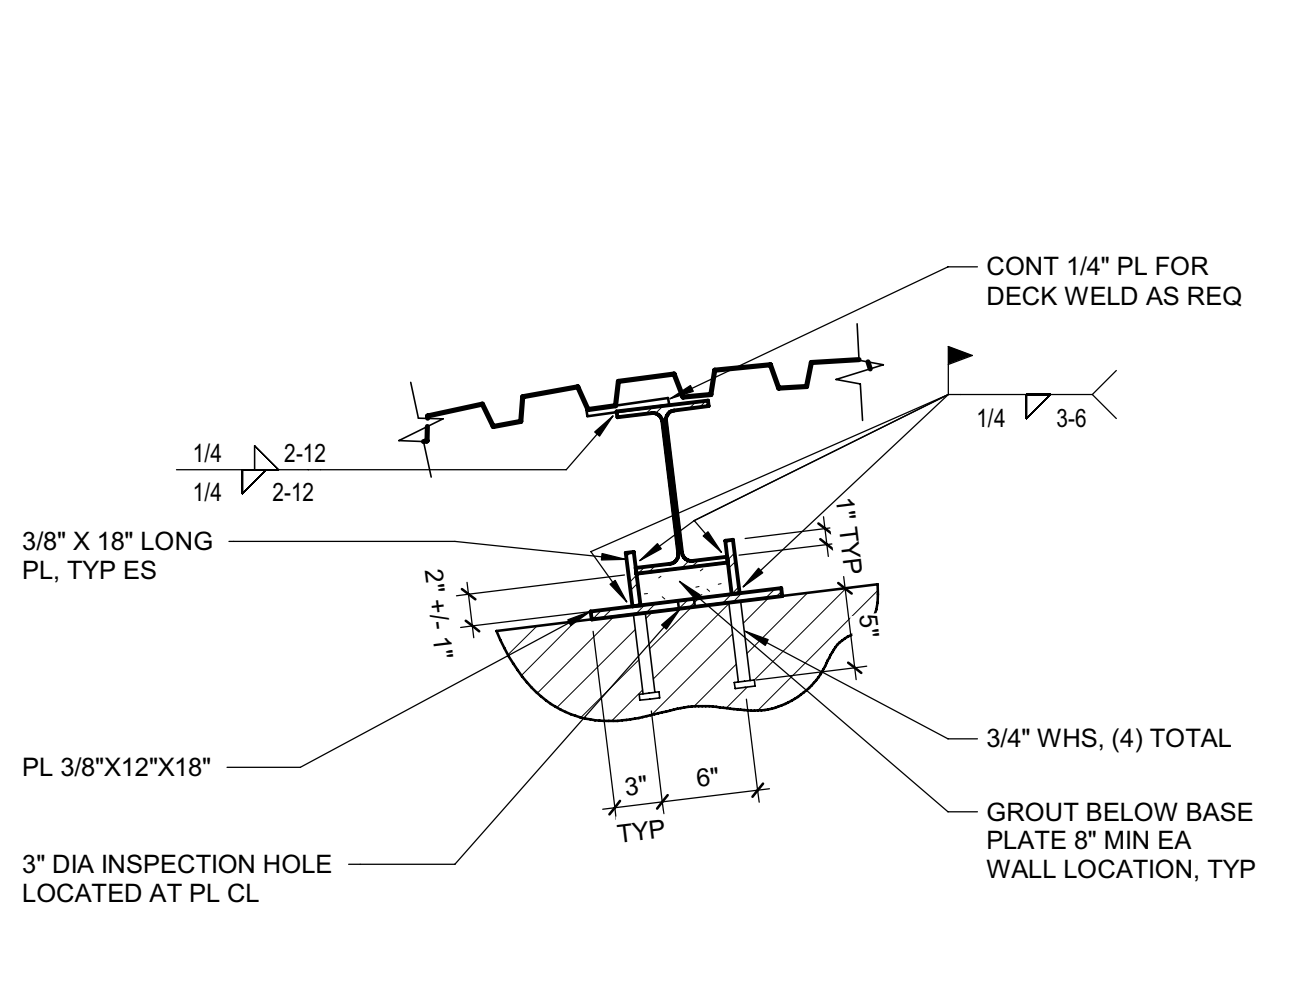 CONT 1/4" PL FOR
DECK WELD AS REQ
1/4 3-6
1/4 2-12
1/4 2-12
3/8" X 18" LONG
PL, TYP ES
1" TYP
2" +/- 1"
5"
PL 3/8"X12"X18"
3/4" WHS, (4) TOTAL
3" 6"
TYP
GROUT BELOW BASE
PLATE 8" MIN EA
WALL LOCATION, TYP
3" DIA INSPECTION HOLE
LOCATED AT PL CL